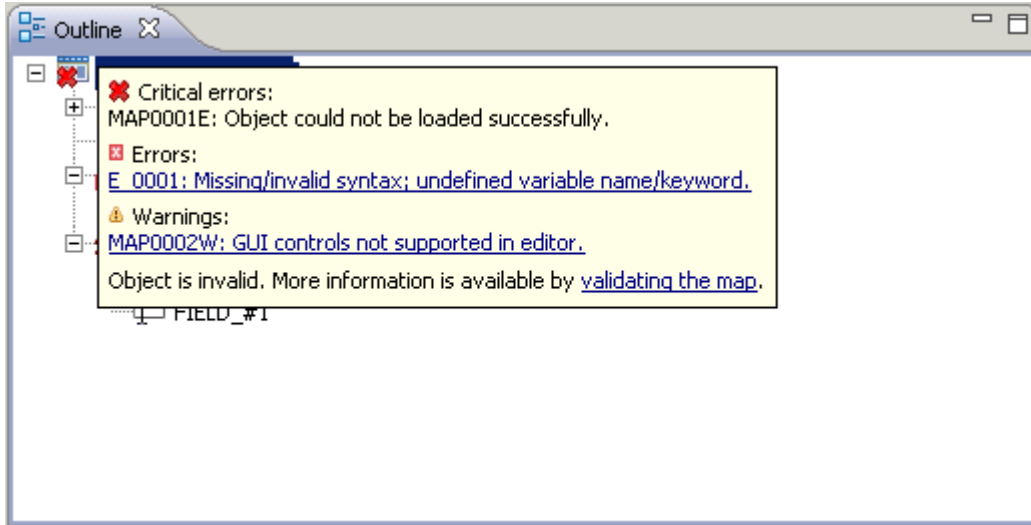 Outline
Critical errors:
MAP0001E: Object could not be loaded successfully.
Errors:
E_0001: Missing/invalid syntax; undefined variable name/keyword.
Warnings:
MAP0002W: GUI controls not supported in editor.
Object is invalid. More information is available by validating the map.
FIELD_#1